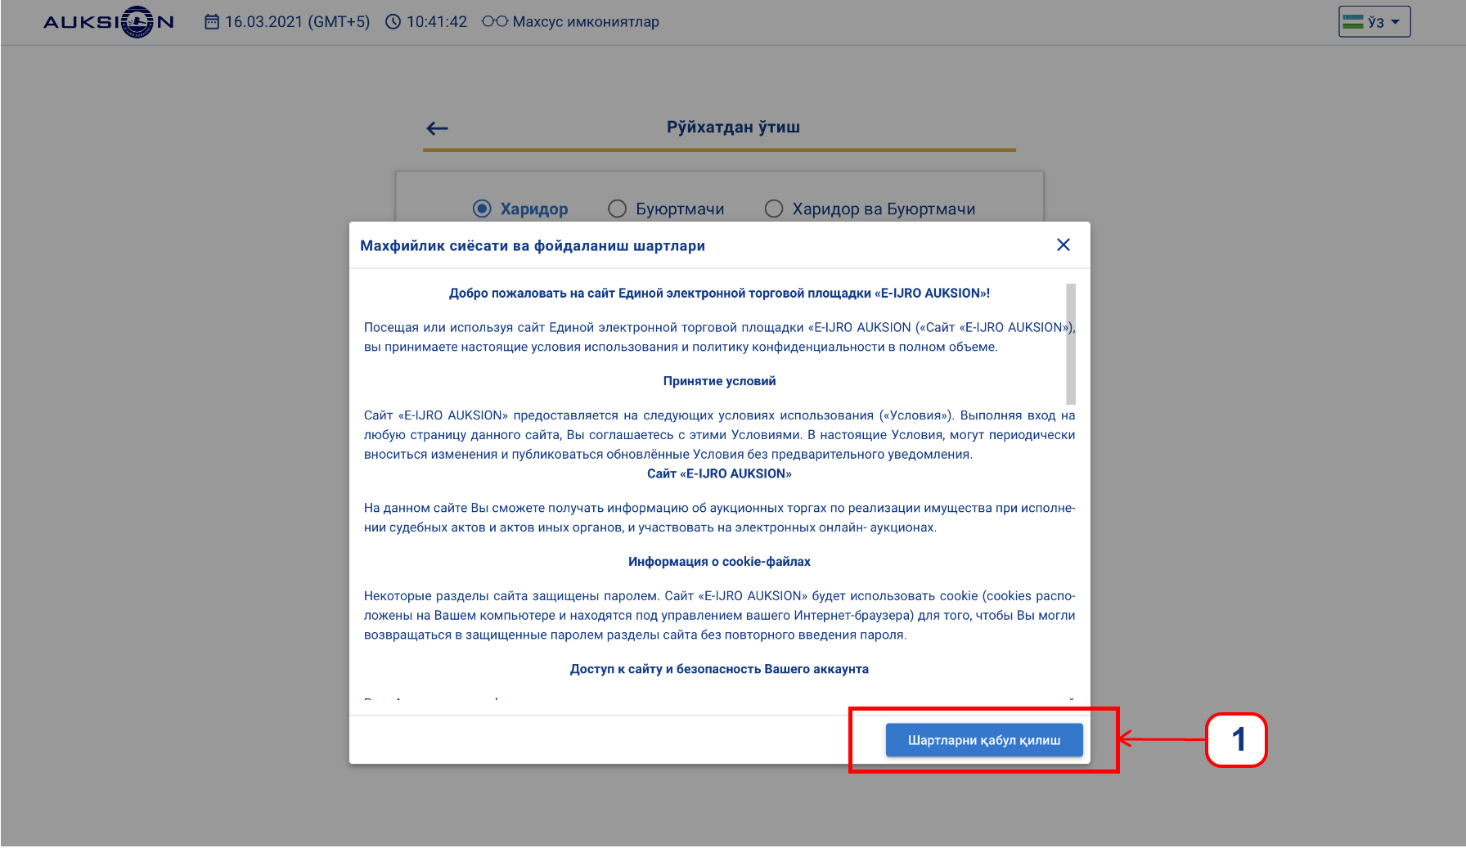 AUKSION 16.03.2021 (GMT+5) 10:41:42 Махсус имкониятлар ЎЗ
Рўйхатдан ўтиш
Харидор Буюртмачи Харидор ва Буюртмачи
Махфийлик сиёсати ва фойдаланиш шартлари
Добро пожаловать на сайт Единой электронной торговой площадки «E-IJRO AUKSION»!
Посещая или используя сайт Единой электронной торговой площадки «E-IJRO AUKSION («Сайт «E-IJRO AUKSION»),
вы принимаете настоящие условия использования и политику конфиденциальности в полном объеме.
Принятие условий
Сайт «E-IJRO AUKSION» предоставляется на следующих условиях использования («Условия»). Выполняя вход на
любую страницу данного сайта, Вы соглашаетесь с этими Условиями. В настоящие Условия, могут периодически
вноситься изменения и публиковаться обновлённые Условия без предварительного уведомления.
Сайт «E-IJRO AUKSION»
На данном сайте Вы сможете получать информацию об аукционных торгах по реализации имущества при исполне-
нии судебных актов и актов иных органов, и участвовать на электронных онлайн- аукционах.
Информация о cookie-файлах
Некоторые разделы сайта защищены паролем. Сайт «E-IJRO AUKSION» будет использовать cookie (cookies распо-
ложены на Вашем компьютере и находятся под управлением вашего Интернет-браузера) для того, чтобы Вы могли
возвращаться в защищенные паролем разделы сайта без повторного введения пароля.
Доступ к сайту и безопасность Вашего аккаунта
Шартларни қабул қилиш
1